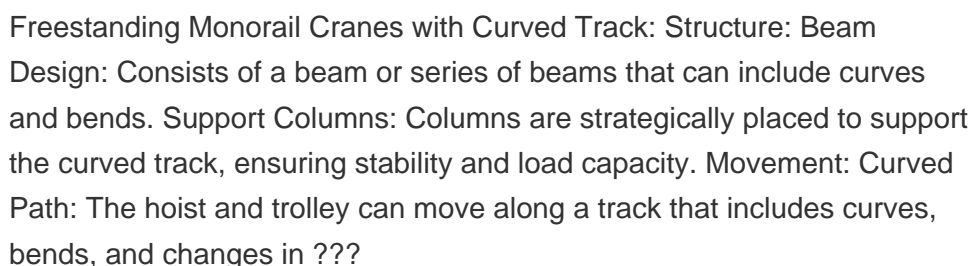 Freestanding Monorail Cranes with Curved Track: Structure: Beam
Design: Consists of a beam or series of beams that can include curves
and bends. Support Columns: Columns are strategically placed to support
the curved track, ensuring stability and load capacity. Movement: Curved
Path: The hoist and trolley can move along a track that includes curves,
bends, and changes in ???